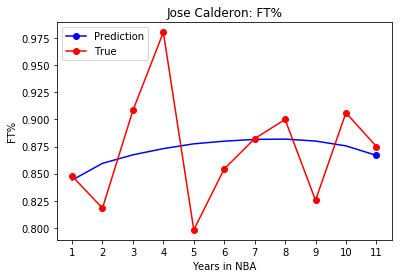 Jose Calderon: FT%
Prediction
True
FT%
0.975
0.950
0.925
0.900
0.875
0.850
0.825
0.800
1 2 3 4 5 6 7 8 9 10 11
Years in NBA